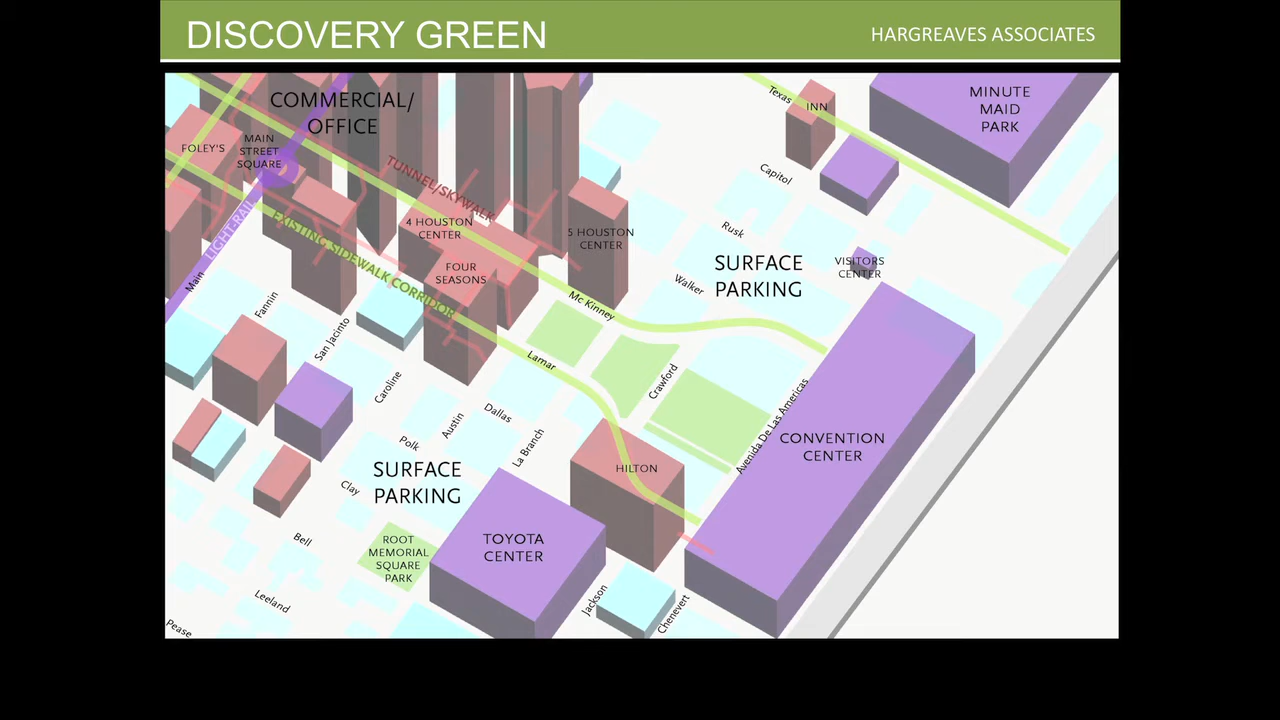 DISCOVERY GREEN
HARGREAVES ASSOCIATES
COMMERCIAL/
OFFICE
FOLEY'S
MAIN
STREET
SQUARE
TUNNEL/SKYWALK
EXISTING SIDEWALK CORRIDOR
LIGHT RAIL
4 HOUSTON
CENTER
5 HOUSTON
CENTER
FOUR
SEASONS
Texas
INN
MINUTE
MAID
PARK
Capitol
Rusk
SURFACE
PARKING
VISITORS
CENTER
Walker
Mc Kinney
Main
Fannin
San Jacinto
Caroline
Lamar
Crawford
Avenida De Las Americas
CONVENTION
CENTER
Dallas
Austin
La Branch
Polk
HILTON
SURFACE
PARKING
Clay
Bell
ROOT
MEMORIAL
SQUARE
PARK
TOYOTA
CENTER
Leeland
Pease
Jackson
Chenevert